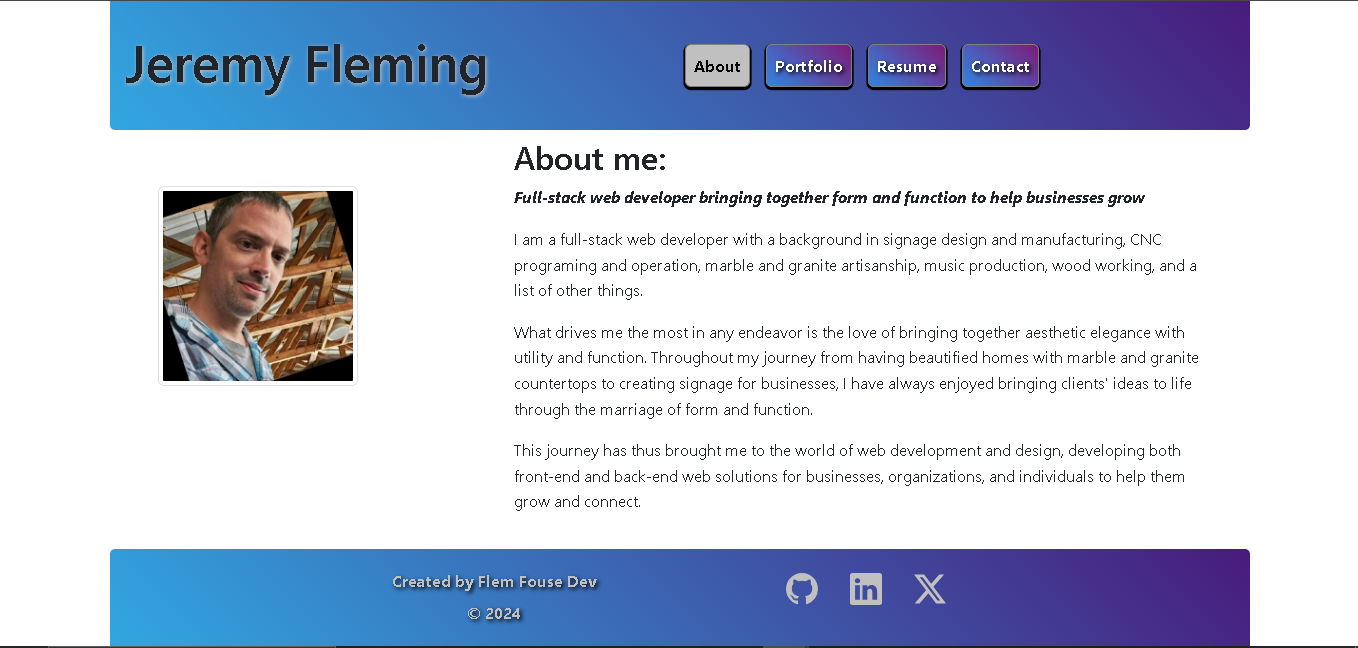 Jeremy Fleming
About
Portfolio
Resume
Contact
About me:
Full-stack web developer bringing together form and function to help businesses grow
I am a full-stack web developer with a background in signage design and manufacturing, CNC
programing and operation, marble and granite artisanship, music production, wood working, and a
list of other things.
What drives me the most in any endeavor is the love of bringing together aesthetic elegance with
utility and function. Throughout my journey from having beautified homes with marble and granite
countertops to creating signage for businesses, I have always enjoyed bringing clients' ideas to life
through the marriage of form and function.
This journey has thus brought me to the world of web development and design, developing both
front-end and back-end web solutions for businesses, organizations, and individuals to help them
grow and connect.
Created by Flem Fouse Dev
© 2024
in
X